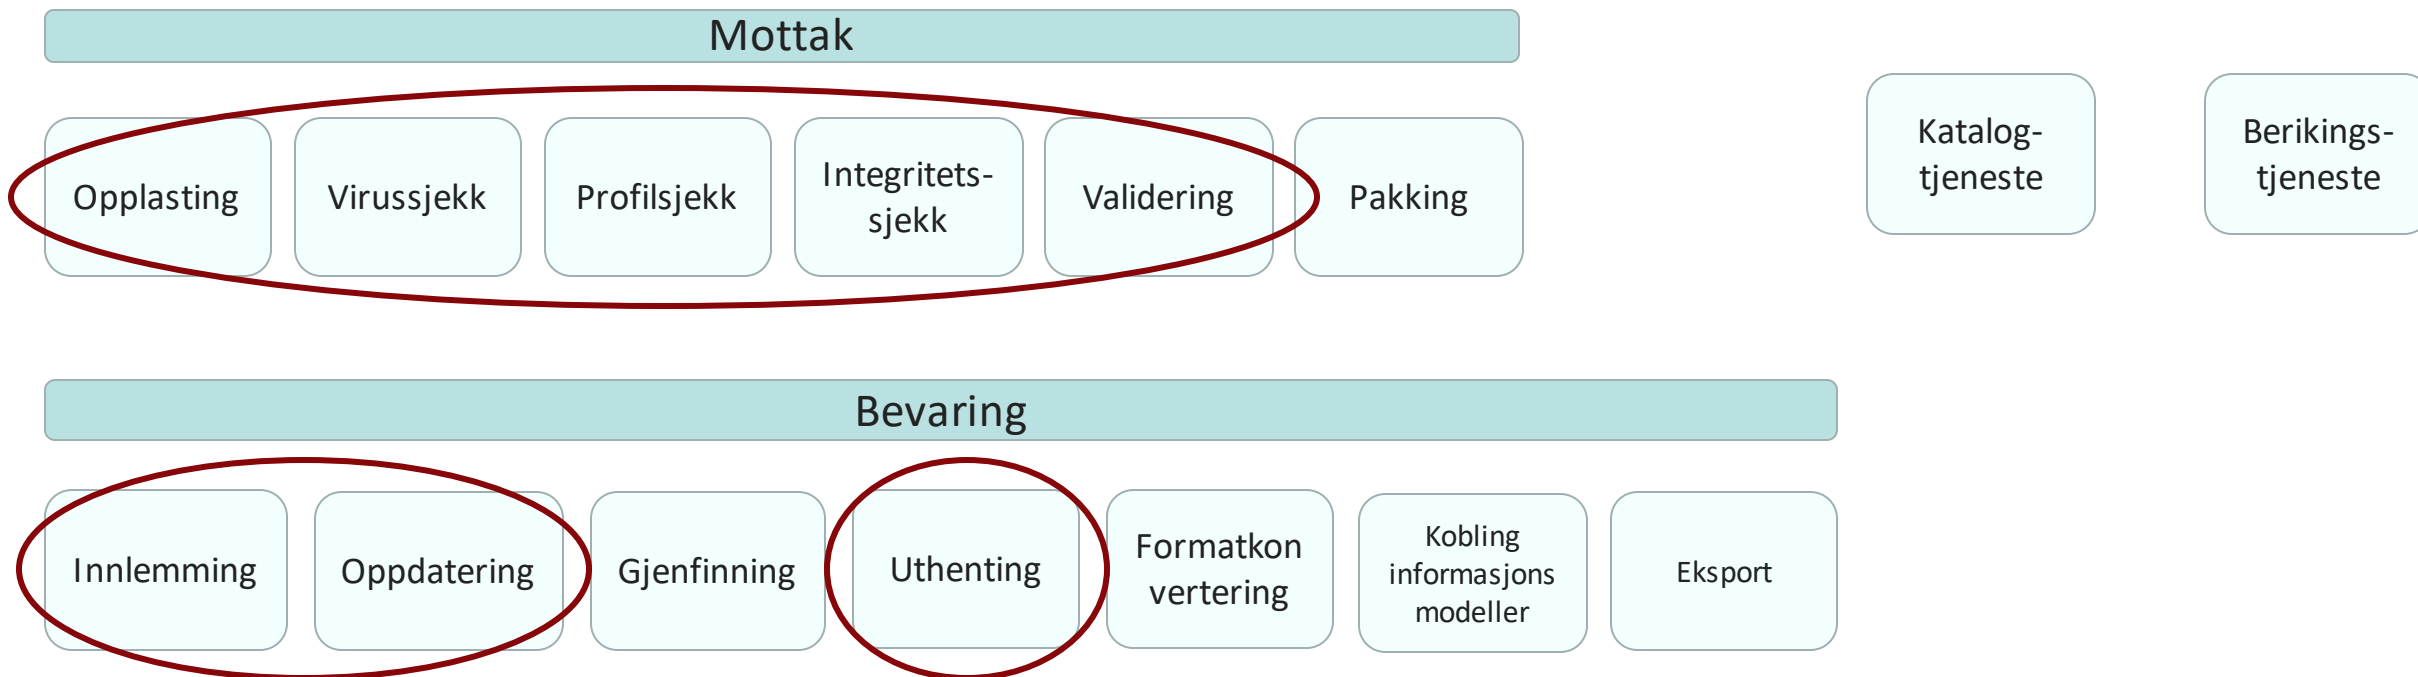 Mottak
Opplasting
Virussjekk
Profilsjekk
Integritets-
sjekk
Validering
Pakking
Katalog-
tjeneste
Berikings-
tjeneste
Bevaring
Innlemming
Oppdatering
Gjenfinning
Uthenting
Formatkon
vertering
Kobling
informasjons
modeller
Eksport